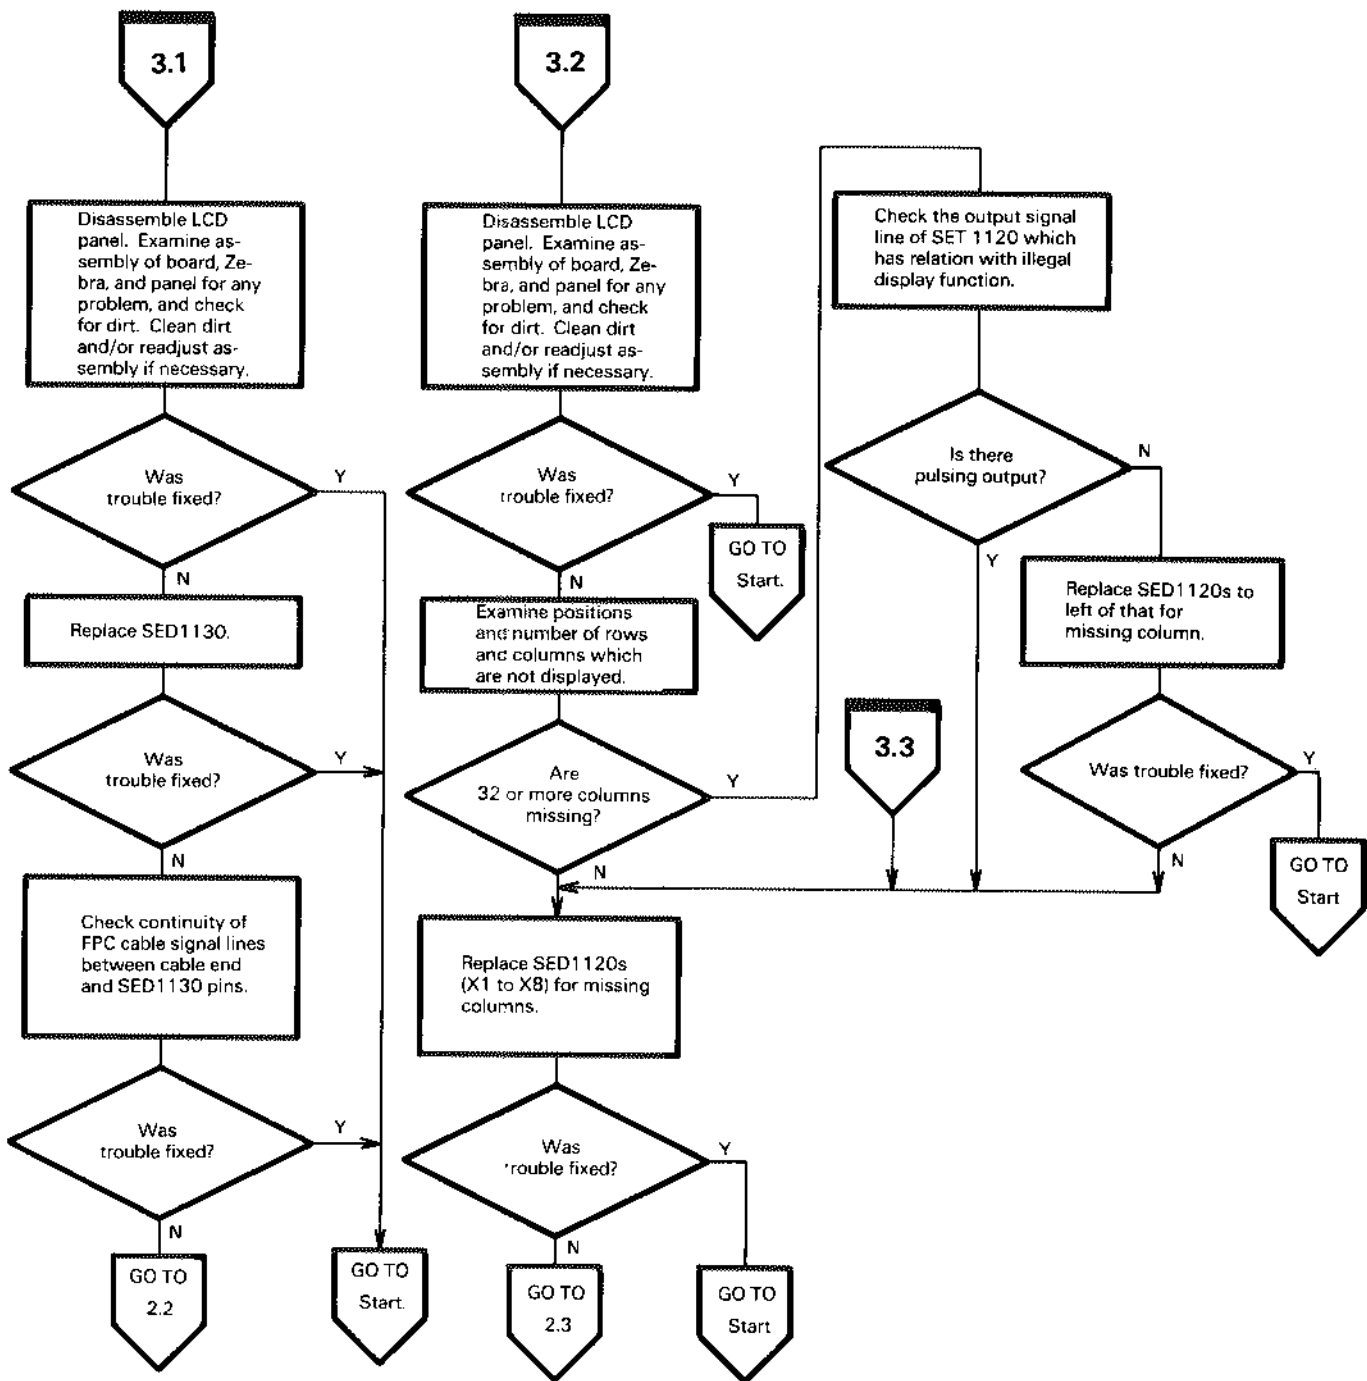 3.1
Disassemble LCD
panel. Examine as-
sembly of board, Ze-
bra, and panel for any
problem, and check
for dirt. Clean dirt
and/or readjust as-
sembly if necessary.
Was
trouble fixed?
Y
N
Replace SED1130.
Was
trouble fixed?
Y
N
Check continuity of
FPC cable signal lines
between cable end
and SED1130 pins.
Was
trouble fixed?
Y
N
GO TO
2.2
GO TO
Start.
3.2
Disassemble LCD
panel. Examine as-
sembly of board, Ze-
bra, and panel for any
problem, and check
for dirt. Clean dirt
and/or readjust as-
sembly if necessary.
Was
trouble fixed?
Y
GO TO
Start.
N
Examine positions
and number of rows
and columns which
are not displayed.
Are
32 or more columns
missing?
Y
N
Replace SED1120s
(X1 to X8) for missing
columns.
Was
rouble fixed?
Y
N
GO TO
2.3
GO TO
Start
Check the output signal
line of SET 1120 which
has relation with illegal
display function.
Is there
pulsing output?
N
Y
Replace SED1120s to
left of that for
missing column.
3.3
Was trouble fixed?
Y
N
GO TO
Start